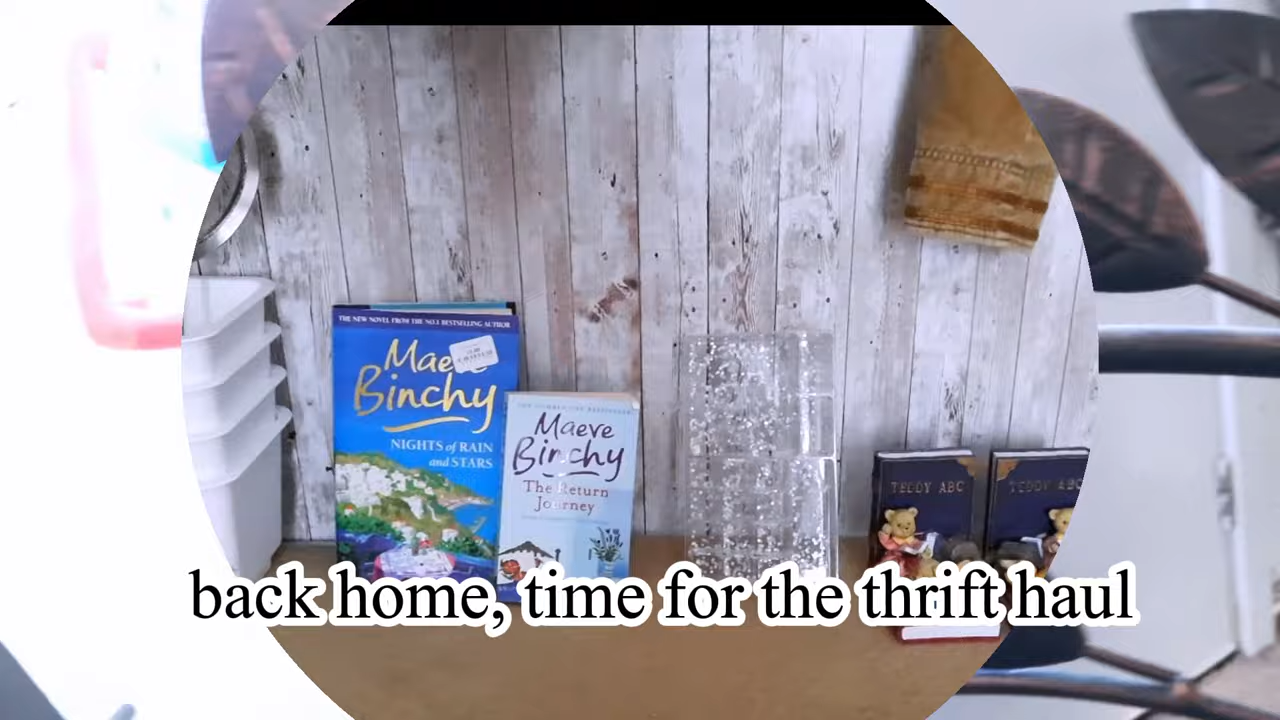 THE NEW NOVEL FROM THE NO.1 BESTSELLING AUTHOR
Maeve
Binchy
NIGHTS of RAIN
and STARS
Maeve
Binchy
The Return
Journey
TEDDY ABC
TEDDY ABC
back home, time for the thrift haul